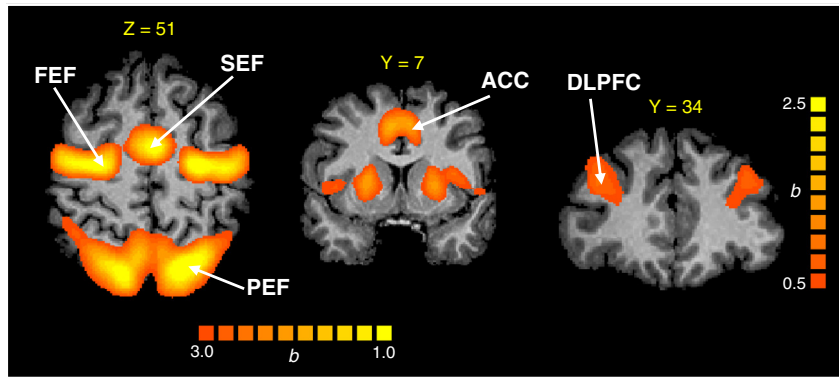 Z = 51
FEF
SEF
PEF
3.0
b
1.0
Y = 7
ACC
DLPFC
Y = 34
2.5
b
0.5